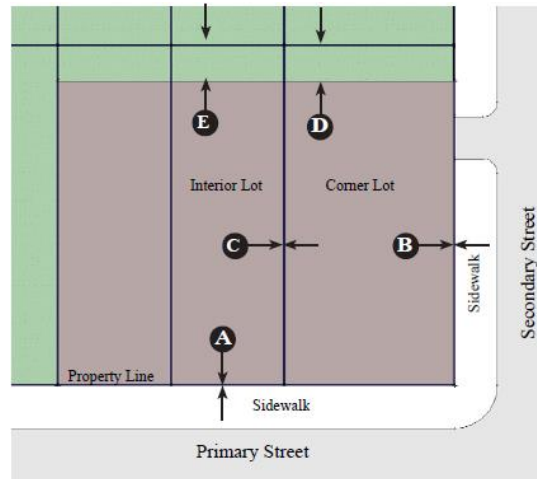 E
D
Interior Lot
Corner Lot
C
B
Sidewalk
Secondary Street
A
Property Line
Sidewalk
Primary Street